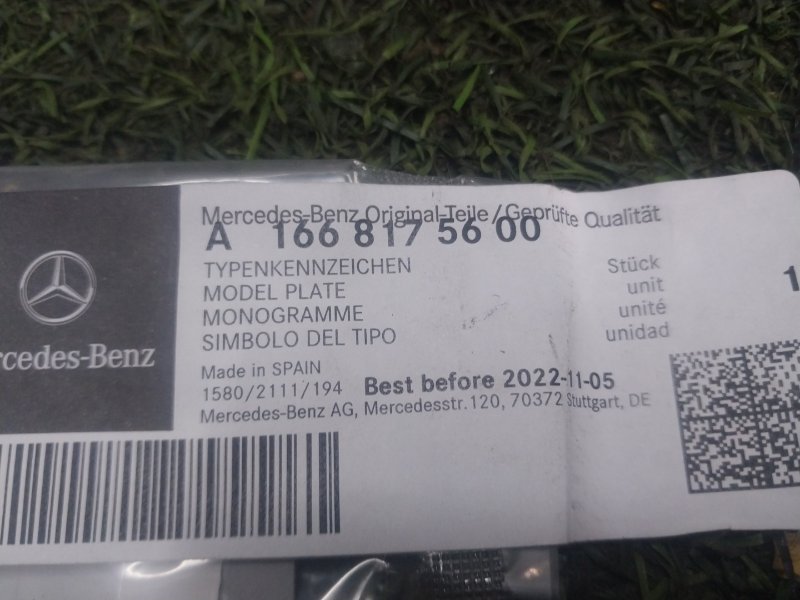 Mercedes-Benz Original-Teile/Geprüfte Qualität
A 166 817 56 00
TYPENKENNZEICHEN
MODEL PLATE
MONOGRAMME
SIMBOLO DEL TIPO
Stück
unit
unité
unidad
1
rcedes-Benz
Made in SPAIN
1580/2111/194 Best before 2022-11-05
Mercedes-Benz AG, Mercedesstr.120, 70372 Stuttgart, DE